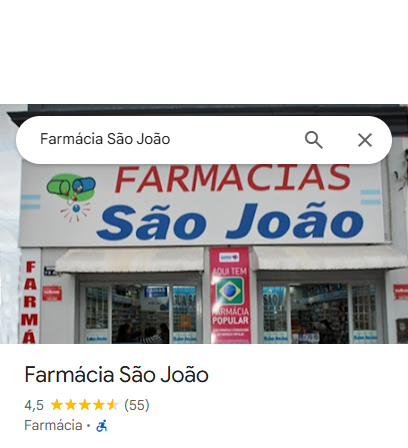 Farmácia São João
FARMACIAS
São João
FARMÁ
AQUI TEM
FARMÁCIA
POPULAR
Farmácia São João
4,5 (55)
Farmácia ·